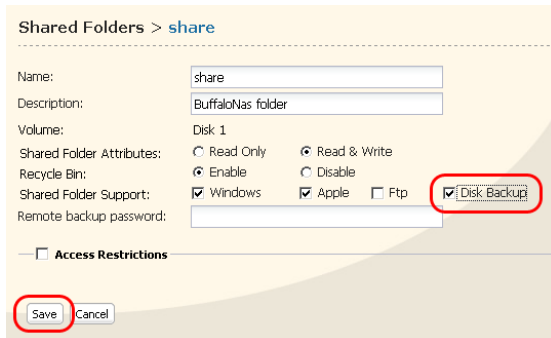 Shared Folders > share
Name: share
Description: BuffaloNas folder
Volume: Disk 1
Shared Folder Attributes: Read Only Read & Write
Recycle Bin: Enable Disable
Shared Folder Support: Windows Apple Ftp Disk Backup
Remote backup password:
Access Restrictions
Save Cancel